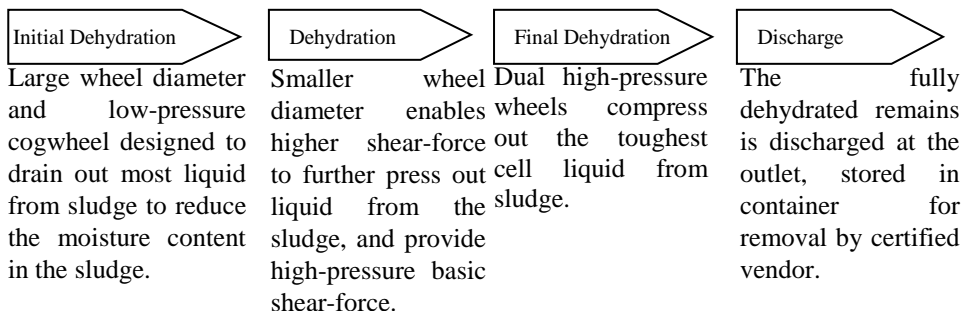 Initial Dehydration
Large wheel diameter
and low-pressure
cogwheel designed to
drain out most liquid
from sludge to reduce
the moisture content
in the sludge.
Dehydration
Smaller wheel
diameter enables
higher shear-force
to further press out
liquid from the
sludge, and provide
high-pressure basic
shear-force.
Final Dehydration
Dual high-pressure
wheels compress
out the toughest
cell liquid from
sludge.
Discharge
The fully
dehydrated remains
is discharged at the
outlet, stored in
container for
removal by certified
vendor.